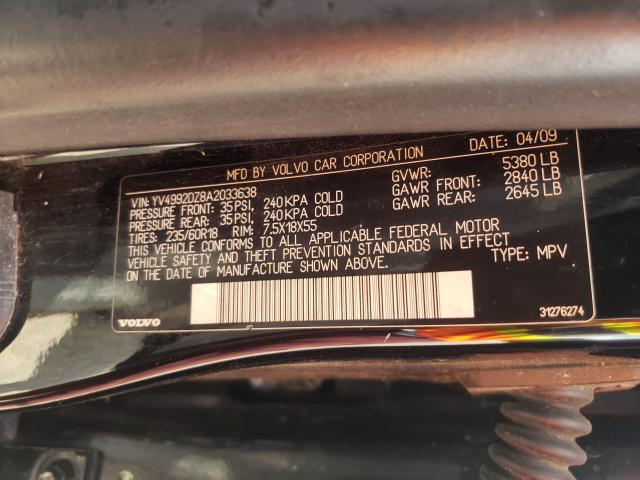 MFD BY VOLVO CAR CORPORATION DATE: 04/09
VIN: YV4992DZ8A2033638 GVWR: 5380 LB
PRESSURE FRONT: 35 PSI, 240 KPA COLD GAWR FRONT: 2840 LB
PRESSURE REAR: 35 PSI, 240 KPA COLD GAWR REAR: 2645 LB
TIRES: 235/60R18 RIM: 7,5X18X55
THIS VEHICLE CONFORMS TO ALL APPLICABLE FEDERAL MOTOR
VEHICLE SAFETY AND THEFT PREVENTION STANDARDS IN EFFECT
ON THE DATE OF MANUFACTURE SHOWN ABOVE. TYPE: MPV
VOLVO 31276274